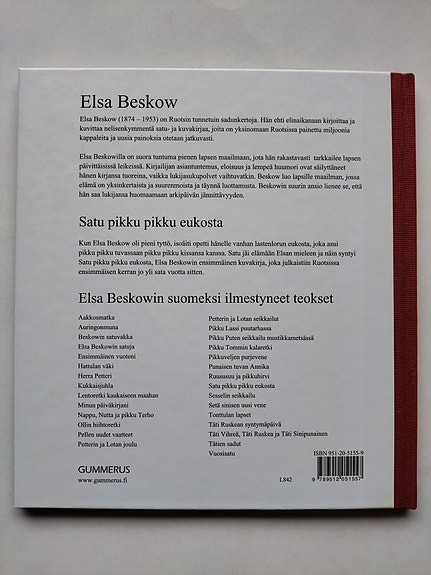 Elsa Beskow
Elsa Beskow (1874 – 1953) on Ruotsin tunnetuin sadunkertoja. Hän ehti elinaikanaan kirjoittaa ja
kuvittaa nelisenkymmentä satu- ja kuvakirjaa, joita on yksinomaan Ruotsissa painettu miljoonia
kappaleita ja uusia painoksia otetaan jatkuvasti.
Elsa Beskowilla on suora tuntuma pienen lapsen maailmaan, jota hän rakastavasti tarkkailee lapsen
päivittäisissä leikeissä. Kirjailijan asiantuntemus, eloisuus ja lempeä huumori ovat säilyttäneet
hänen kirjansa tuoreina, vaikka lukijasukupolvet vaihtuvatkin. Beskow luo lapsille maailman, jossa
elämä on yksinkertaista ja suurenmoista ja täynnä luottamusta. Beskowin suurin ansio lienee se, että
hän saa lukijansa huomaamaan arkipäivän jännittävyyden.
Satu pikku pikku eukosta
Kun Elsa Beskow oli pieni tyttö, isoäiti opetti hänelle vanhan lastenlorun eukosta, joka asui
pikku pikku tuvassaan pikku pikku kissansa kanssa. Satu jäi elämään Elsan mieleen ja näin syntyi
Satu pikku pikku eukosta, Elsa Beskowin ensimmäinen kuvakirja, joka julkaistiin Ruotsissa
ensimmäisen kerran jo yli sata vuotta sitten.
Elsa Beskowin suomeksi ilmestyneet teokset
Aakkosmatka
Auringonmuna
Beskowin satuvakka
Elsa Beskowin satuja
Ensimmäinen vuoteni
Hattulan väki
Herra Petteri
Kukkaisjuhla
Lentoretki kaukaiseen maahan
Minun päiväkirjani
Nappu, Nutta ja pikku Terho
Ollin hiihtoretki
Pellen uudet vaatteet
Petterin ja Lotan joulu
Petterin ja Lotan seikkailut
Pikku Lassi puutarhassa
Pikku Puten seikkailu mustikkametsässä
Pikku Tommin kalaretki
Pikkuveljen purjevene
Punaisen tuvan Annika
Ruusususu ja pikkuhirvi
Satu pikku pikku eukosta
Sesselin seikkailu
Setä sinisen uusi vene
Tonttulan lapset
Täti Ruskean syntymäpäivä
Täti Vihreä, Täti Ruskea ja Täti Sinipunainen
Tätien sadut
Vuosisatu
GUMMERUS
www.gummerus.fi
L842
ISBN 951-20-5155-9
9 789512 051557